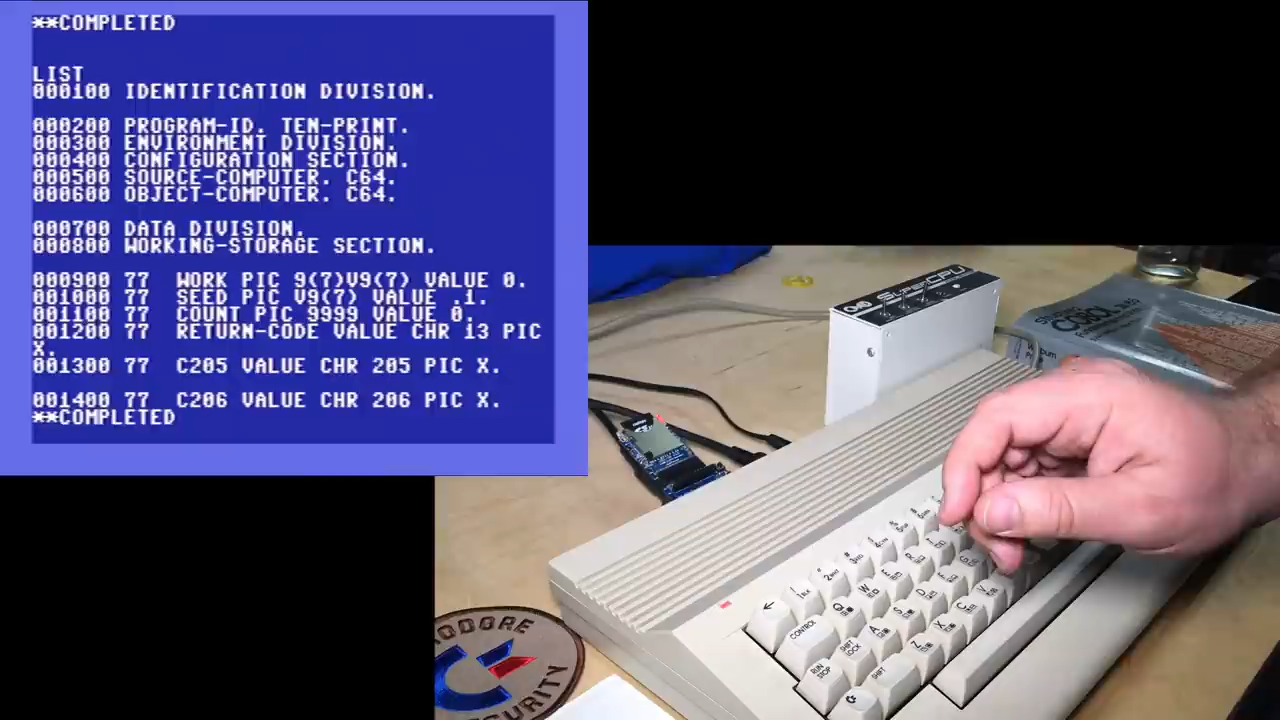 **COMPLETED
LIST
000100 IDENTIFICATION DIVISION.
000200 PROGRAM-ID. TEN-PRINT.
000300 ENVIRONMENT DIVISION.
000400 CONFIGURATION SECTION.
000500 SOURCE-COMPUTER. C64.
000600 OBJECT-COMPUTER. C64.
000700 DATA DIVISION.
000800 WORKING-STORAGE SECTION.
000900 77  WORK PIC 9(7)V9(7) VALUE 0.
001000 77  SEED PIC V9(7) VALUE .1.
001100 77  COUNT PIC 9999 VALUE 0.
001200 77  RETURN-CODE VALUE CHR 13 PIC
X.
001300 77  C205 VALUE CHR 205 PIC X.
001400 77  C206 VALUE CHR 206 PIC X.
**COMPLETED
SUPERCPU
COBOL
CONTROL
Q
W
R
A
S
D
SHIFT
LOCK
RUN
STOP
SHIFT
Z
X
C
V